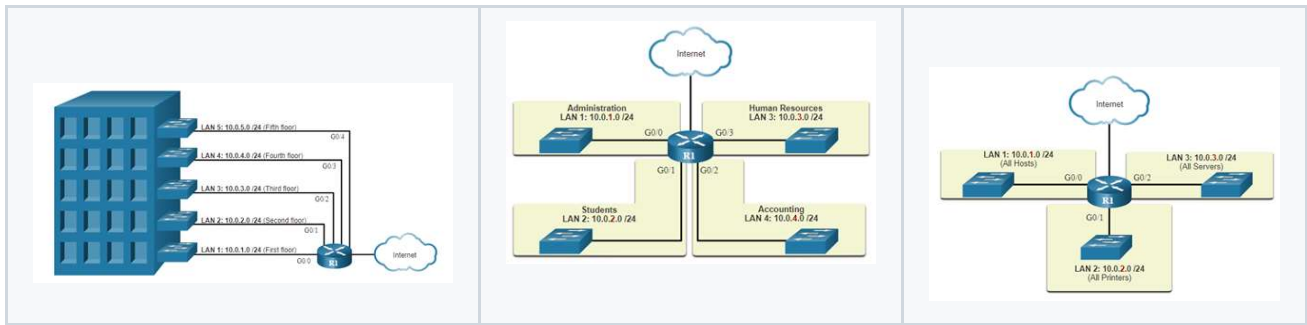 LAN 5: 10.0.5.0 /24 (Fifth floor)
G0/4
LAN 4: 10.0.4.0 /24 (Fourth floor)
G0/3
LAN 3: 10.0.3.0 /24 (Third floor)
G0/2
LAN 2: 10.0.2.0 /24 (Second floor)
G0/1
LAN 1: 10.0.1.0 /24 (First floor)
G0/0
R1
Internet
Internet
Administration
LAN 1: 10.0.1.0 /24
Human Resources
LAN 3: 10.0.3.0 /24
G0/0
G0/3
R1
G0/1
G0/2
Students
LAN 2: 10.0.2.0 /24
Accounting
LAN 4: 10.0.4.0 /24
Internet
LAN 1: 10.0.1.0 /24
(All Hosts)
LAN 3: 10.0.3.0 /24
(All Servers)
G0/0
G0/2
R1
G0/1
LAN 2: 10.0.2.0 /24
(All Printers)